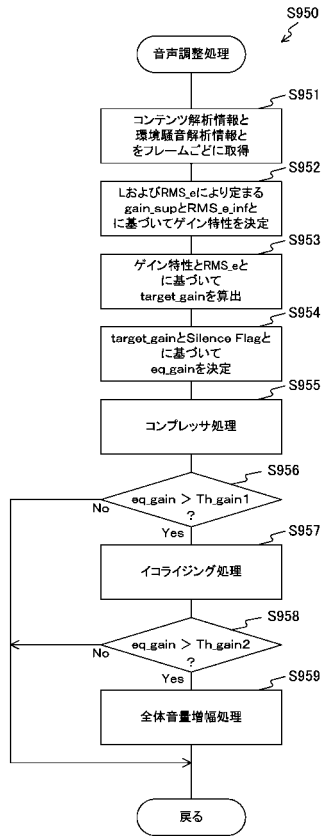 S950
音声調整処理
S951
コンテンツ解析情報と
環境騒音解析情報と
をフレームごとに取得
S952
LおよびRMS_eにより定まる
gain_supとRMS_e_infと
に基づいてゲイン特性を決定
S953
ゲイン特性とRMS_eと
に基づいて
target_gainを算出
S954
target_gainとSilence Flagと
に基づいて
eq_gainを決定
S955
コンプレッサ処理
S956
eq_gain > Th_gain1
?
No
Yes
S957
イコライジング処理
S958
eq_gain > Th_gain2
?
No
Yes
S959
全体音量増幅処理
戻る